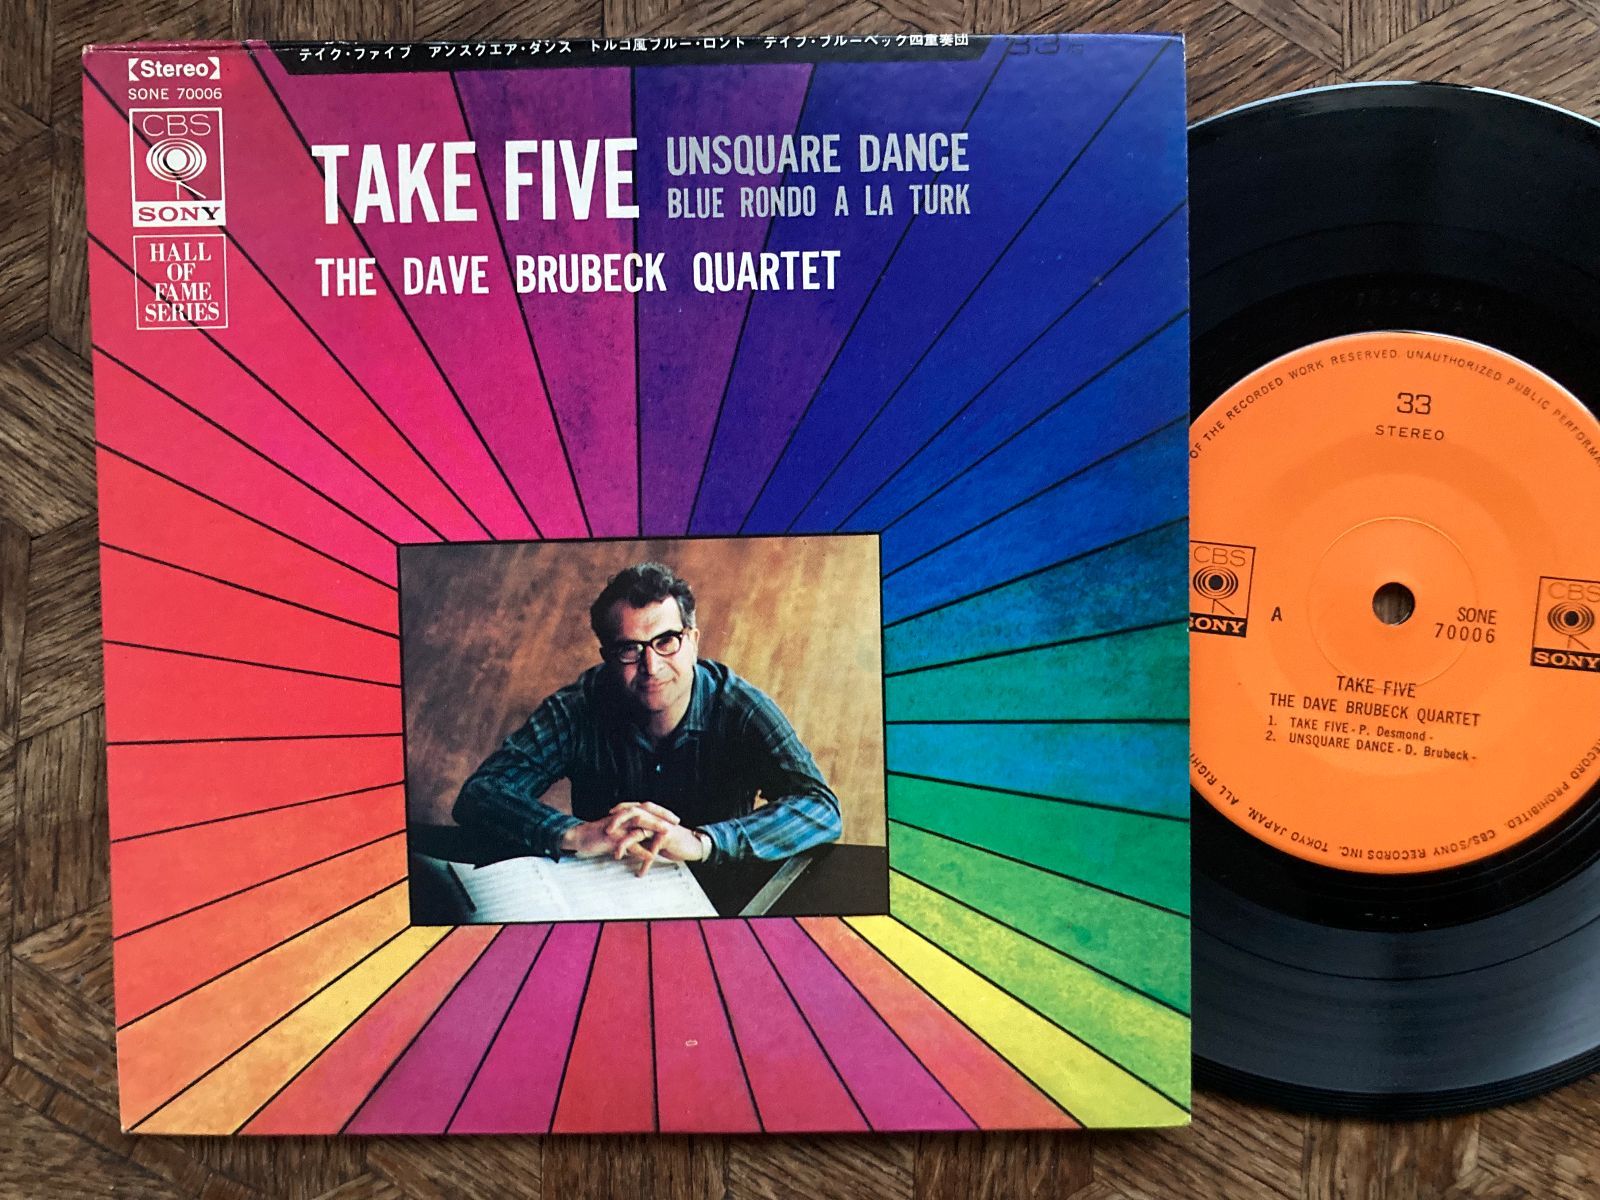 テイク・ファイブ アンスクエア・ダンス トルコ風ブルー・ロンド デイブ・ブルーベック四重奏団
【Stereo】
SONE 70006
CBS
SONY
HALL
OF
FAME
SERIES
TAKE FIVE
UNSQUARE DANCE
BLUE RONDO A LA TURK
THE DAVE BRUBECK QUARTET
OF THE RECORDED WORK RESERVED. UNAUTHORIZED PUBLIC
RECORD PROHIBITED. CBS/SONY RECORDS INC. TOKYO JAPAN. ALL
33
STEREO
CBS
SONY
A
SONE
70006
CBS
SONY
TAKE FIVE
THE DAVE BRUBECK QUARTET
1. TAKE FIVE - P. Desmond -
2. UNSQUARE DANCE - D. Brubeck -